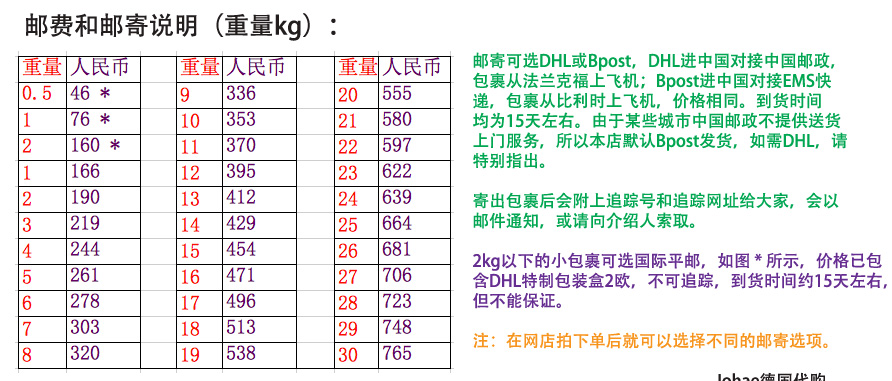 邮费和邮寄说明（重量kg）：
重量 人民币 重量 人民币 重量 人民币
0.5 46 * 9 336 20 555
1 76 * 10 353 21 580
2 160 * 11 370 22 597
1 166 12 395 23 622
2 190 13 412 24 639
3 219 14 429 25 664
4 244 15 454 26 681
5 261 16 471 27 706
6 278 17 496 28 723
7 303 18 513 29 748
8 320 19 538 30 765
邮寄可选DHL或Bpost，DHL进中国对接中国邮政，
包裹从法兰克福上飞机；Bpost进中国对接EMS快
递，包裹从比利时上飞机，价格相同。到货时间
均为15天左右。由于某些城市中国邮政不提供送货
上门服务，所以本店默认Bpost发货，如需DHL，请
特别指出。
寄出包裹后会附上追踪号和追踪网址给大家，会以
邮件通知，或请向介绍人索取。
2kg以下的小包裹可选国际平邮，如图 * 所示，价格已包
含DHL特制包装盒2欧，不可追踪，到货时间约15天左右，
但不能保证。
注：在网店拍下单后就可以选择不同的邮寄选项。
德国代购